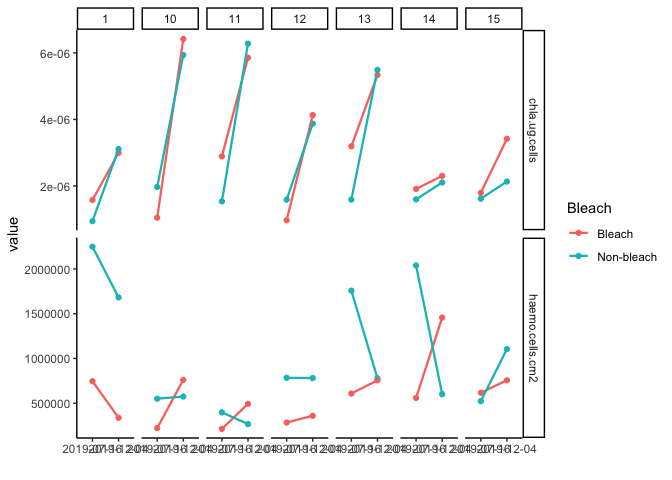 1 10 11 12 13 14 15
6e-06
4e-06
2e-06
chla.ug.cells
value
2000000
1500000
1000000
500000
haemo.cells.cm2
Bleach
Bleach
Non-bleach